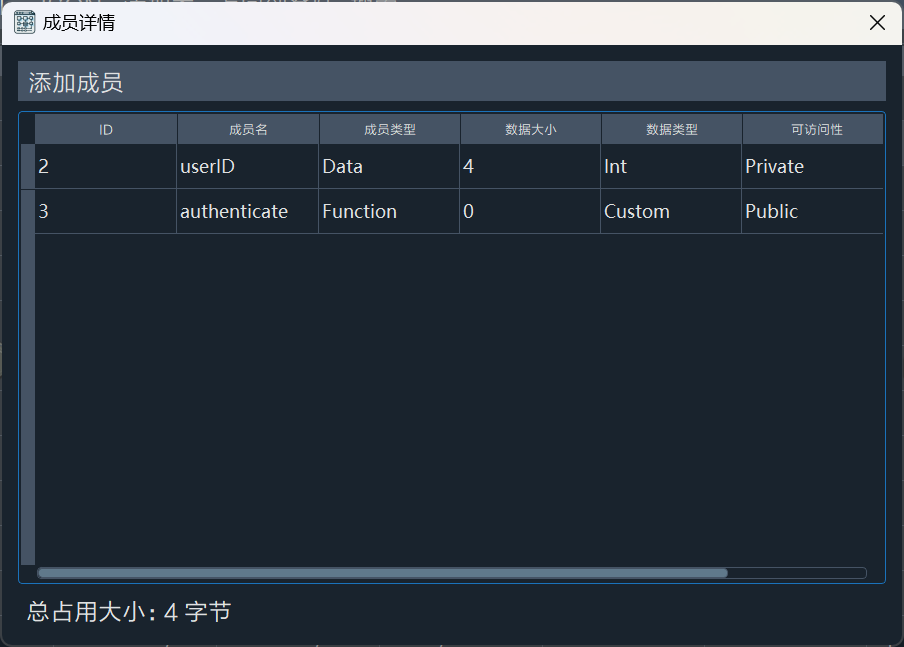 成员详情
添加成员
ID 成员名 成员类型 数据大小 数据类型 可访问性
2 userID Data 4 Int Private
3 authenticate Function 0 Custom Public
总占用大小: 4 字节